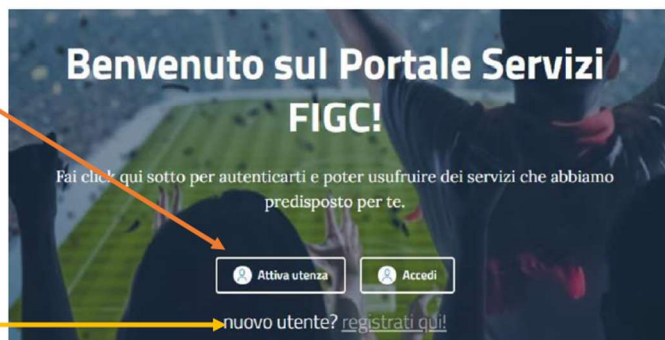 Benvenuto sul Portale Servizi
FIGC!
Fai click qui sotto per autenticarti e poter usufruire dei servizi che abbiamo
predisposto per te.
Attiva utenza
Accedi
nuovo utente? registrati qui!